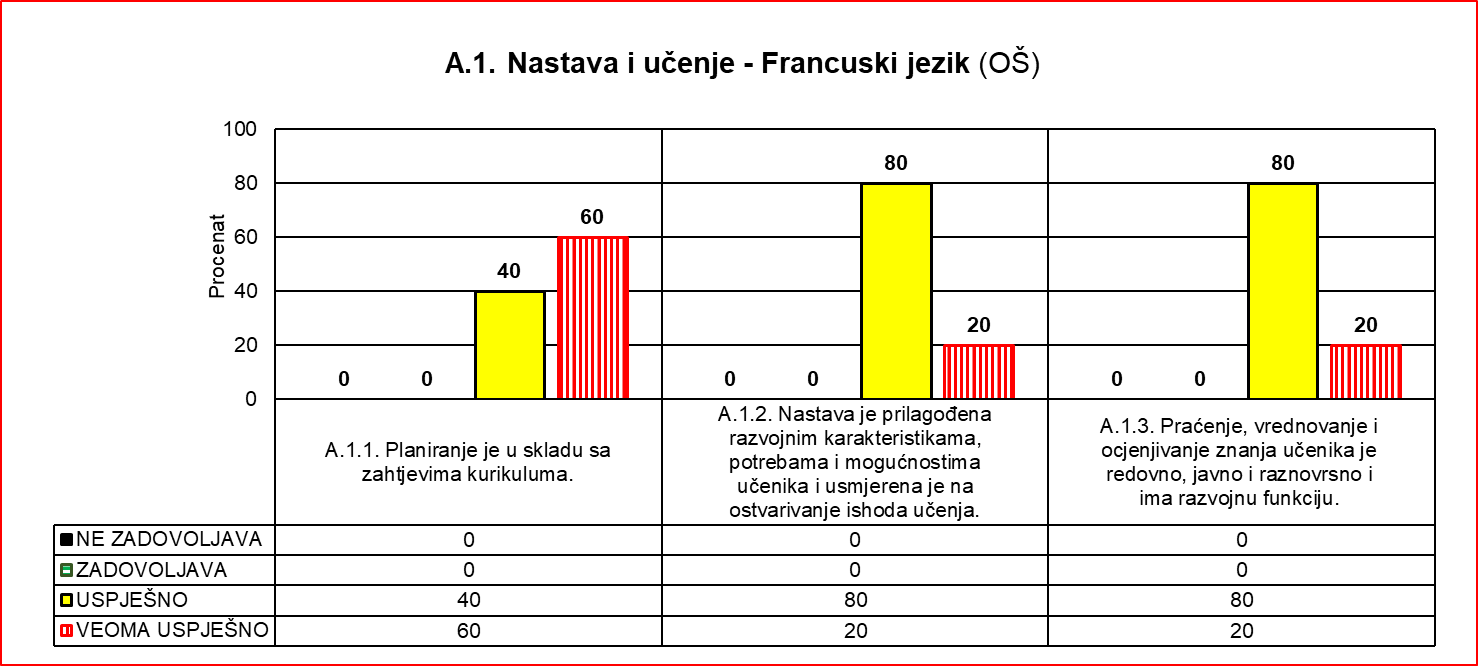 A.1. Nastava i učenje - Francuski jezik (OŠ)
Procenat
100
80
60
40
20
0
0 0 40 60
0 0 80 20
0 0 80 20
A.1.1. Planiranje je u skladu sa
zahtjevima kurikuluma.
A.1.2. Nastava je prilagođena
razvojnim karakteristikama,
potrebama i mogućnostima
učenika i usmjerena je na
ostvarivanje ishoda učenja.
A.1.3. Praćenje, vrednovanje i
ocjenjivanje znanja učenika je
redovno, javno i raznovrsno i
ima razvojnu funkciju.
NE ZADOVOLJAVA 0 0 0
ZADOVOLJAVA 0 0 0
USPJEŠNO 40 80 80
VEOMA USPJEŠNO 60 20 20